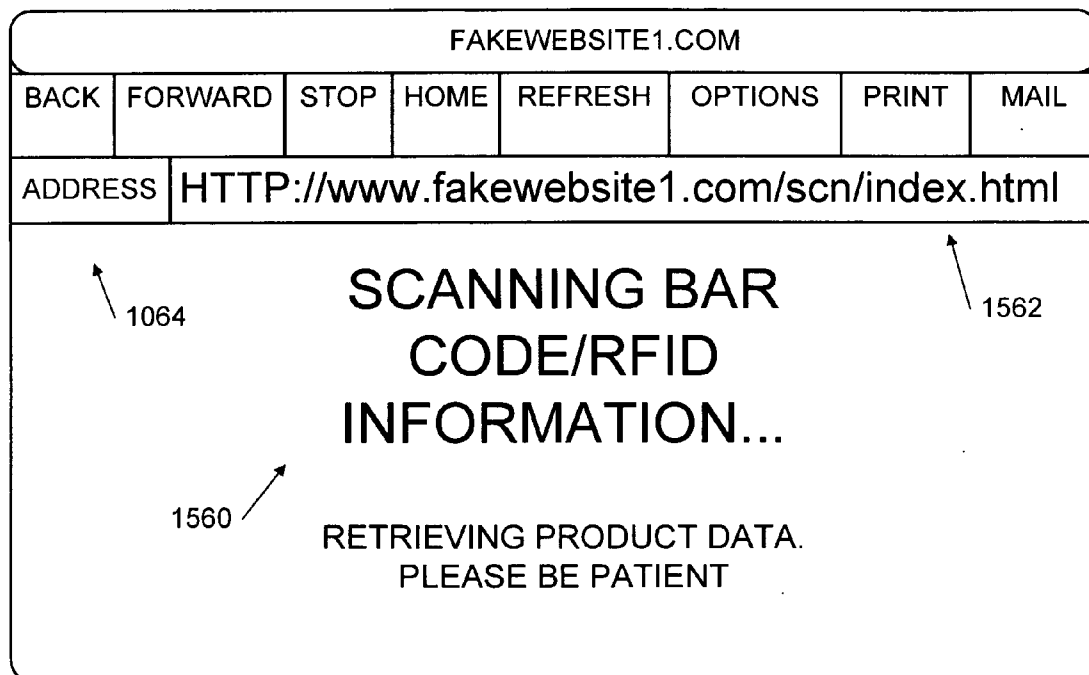 FAKEWEBSITE1.COM
BACK FORWARD STOP HOME REFRESH OPTIONS PRINT MAIL
ADDRESS HTTP://www.fakewebsite1.com/scn/index.html
SCANNING BAR
1064
1562
CODE/RFID
INFORMATION...
1560
RETRIEVING PRODUCT DATA.
PLEASE BE PATIENT